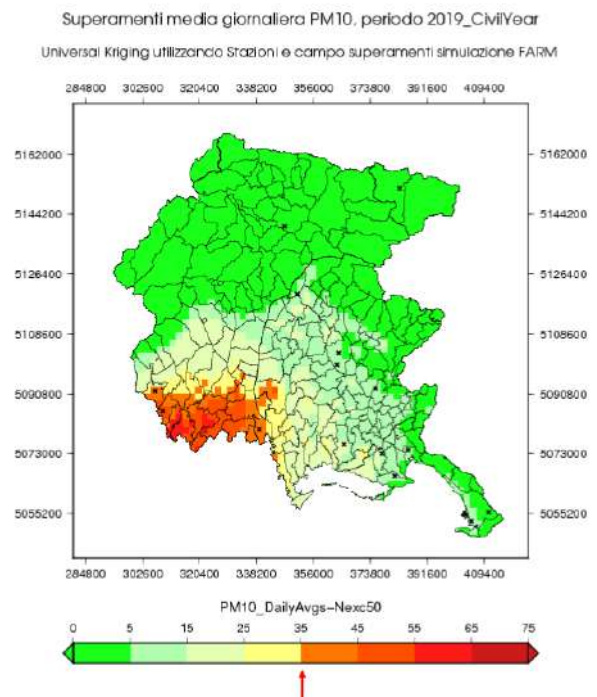 Superamenti media giornaliera PM10, periodo 2019_CivilYear
Universal Kriging utilizzando Stazioni e campo superamenti simulazione FARM
284800 302600 320400 338200 356000 373800 391600 409400
5162000 5162000
5144200 5144200
5126400 5126400
5108600 5108600
5090800 5090800
5073000 5073000
5055200 5055200
284800 302600 320400 338200 356000 373800 391600 409400
PM10_DailyAvgs-Nexc50
0 5 15 25 35 45 55 65 75